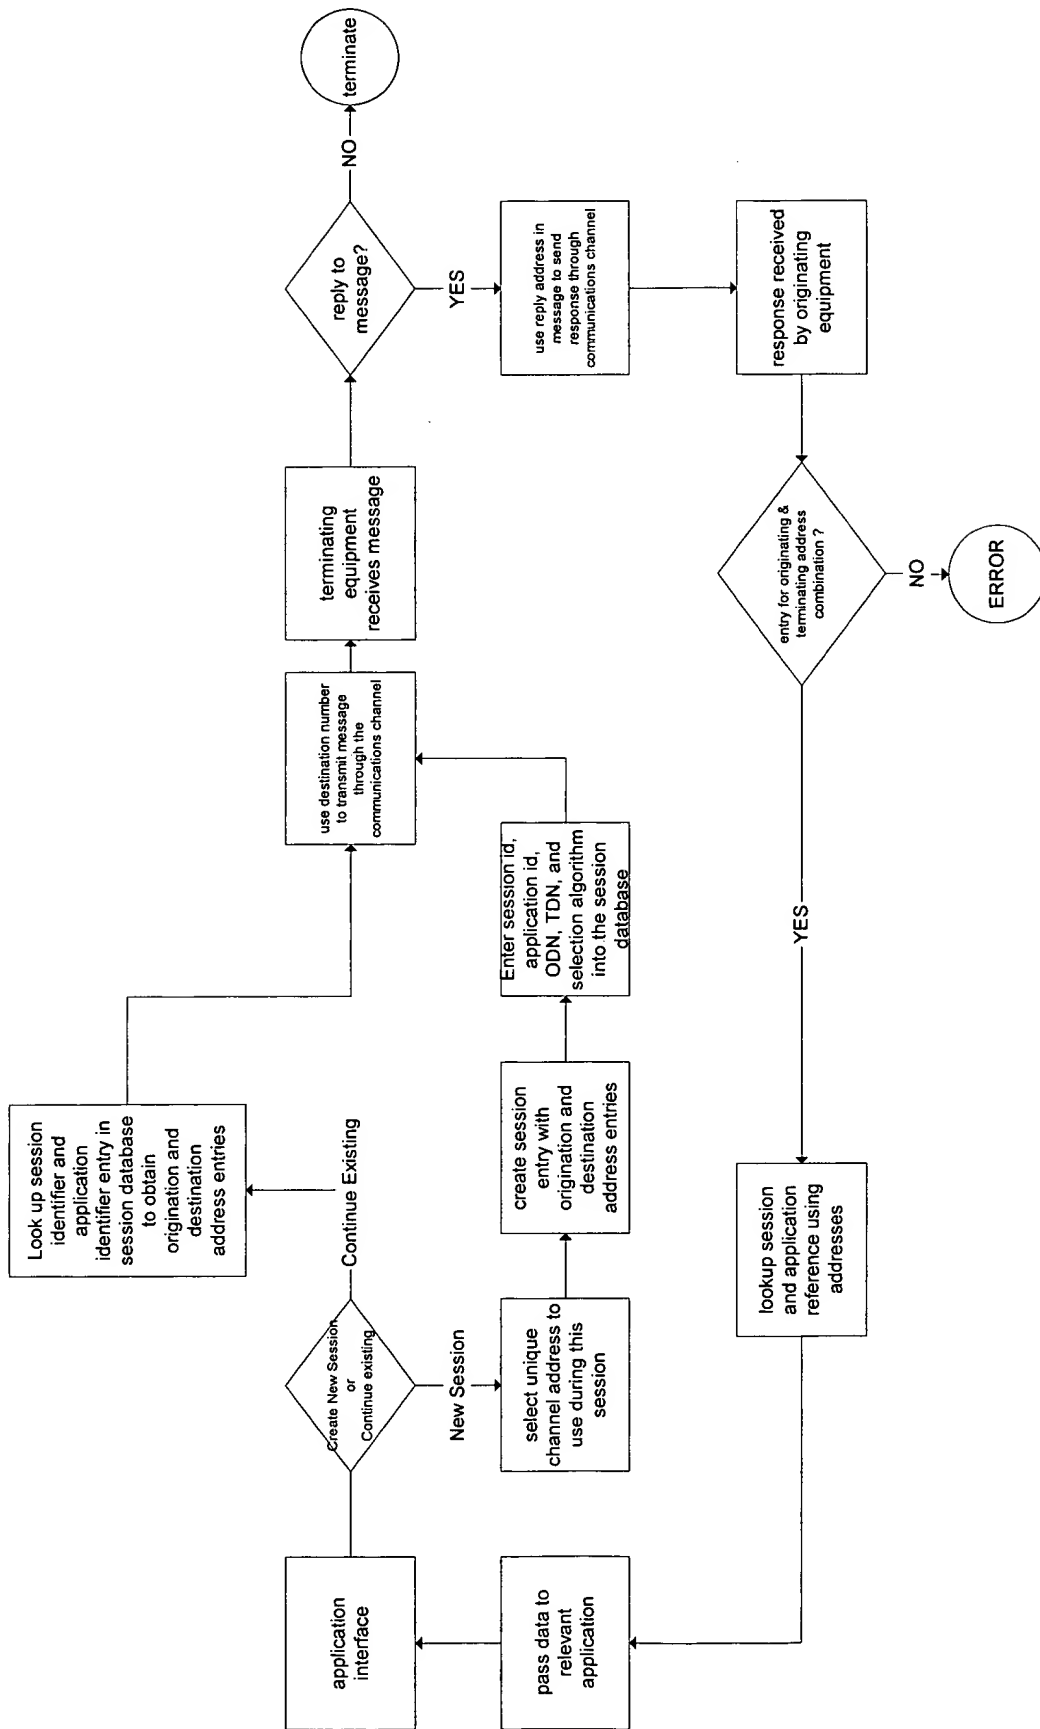 application
interface
Create New Session
or
Continue existing
Continue Existing
Look up session
identifier and
application
identifier entry in
session database
to obtain
origination and
destination
address entries
New Session
select unique
channel address to
use during this
session
create session
entry with
origination and
destination
address entries
Enter session id,
application id,
ODN, TDN, and
selection algorithm
into the session
database
use destination number
to transmit message
through the
communications channel
terminating
equipment
receives message
reply to
message?
NO
terminate
YES
use reply address in
message to send
response through
communications channel
response received
by originating
equipment
entry for originating &
terminating address
combination ?
NO
ERROR
YES
lookup session
and application
reference using
addresses
pass data to
relevant
application